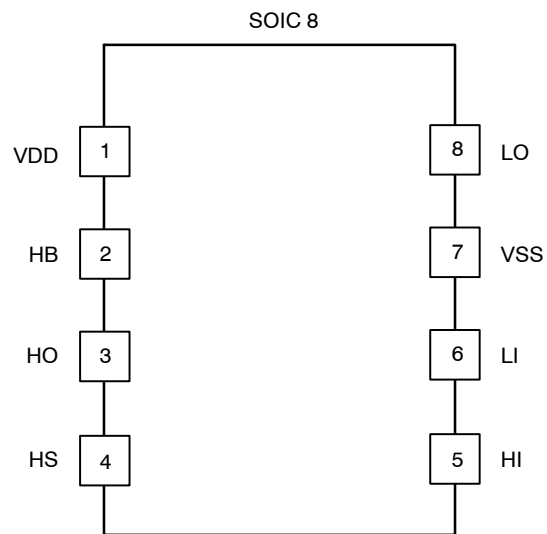 SOIC 8
VDD 1 8 LO
HB 2 7 VSS
HO 3 6 LI
HS 4 5 HI